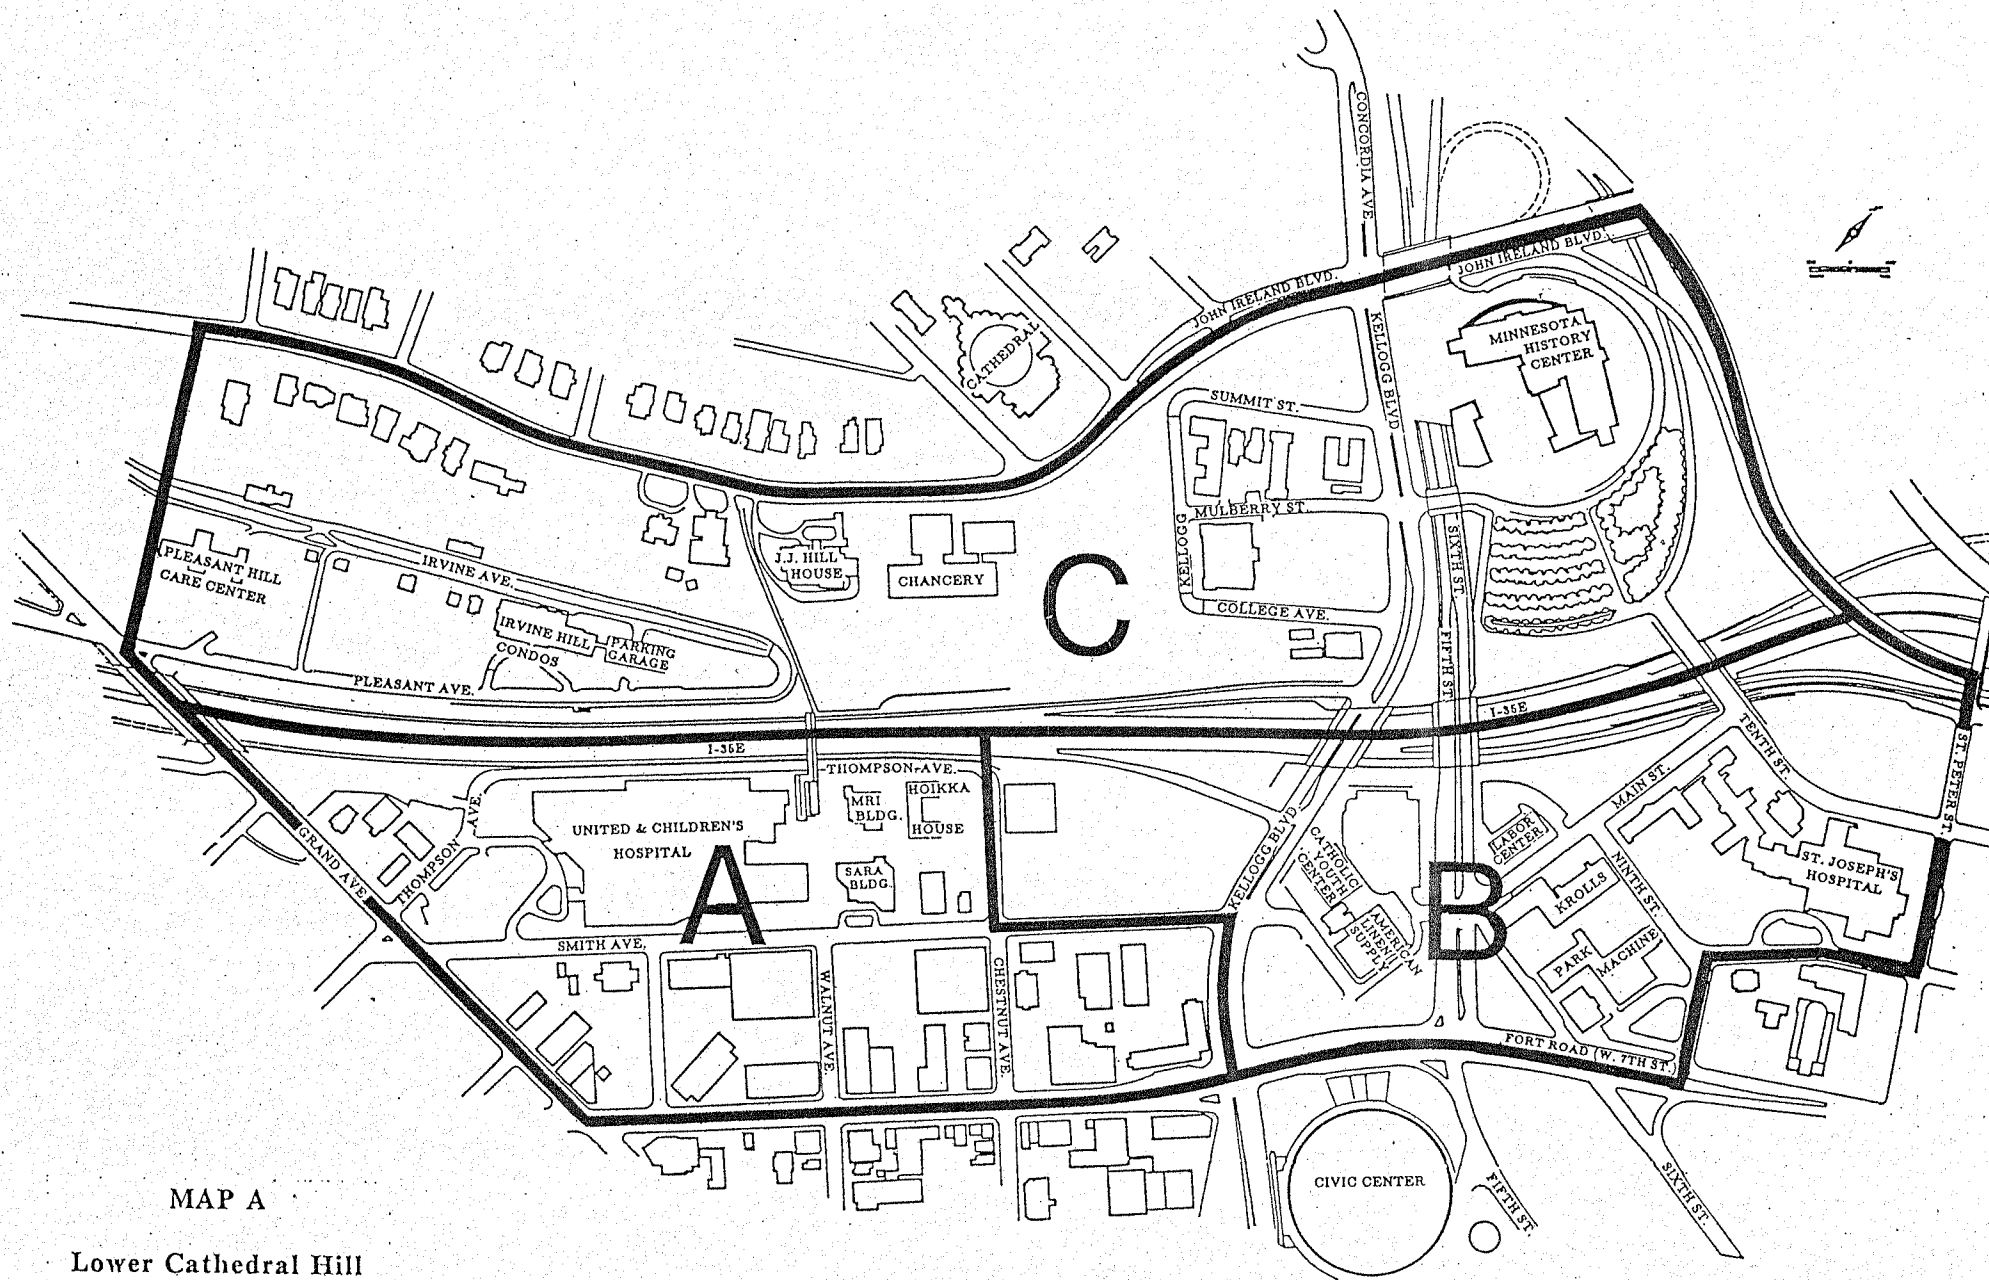 CONCORDIA AVE.
JOHN IRELAND BLVD.
JOHN IRELAND BLVD.
KELLOGG BLVD
MINNESOTA
HISTORY
CENTER
CATHEDRAL
SUMMIT ST.
MULBERRY ST.
KELLOGG
COLLEGE AVE.
SIXTH ST.
FIFTH ST.
J.J. HILL
HOUSE
CHANCERY
C
PLEASANT HILL
CARE CENTER
IRVINE AVE.
IRVINE HILL
CONDOS
PARKING
GARAGE
PLEASANT AVE.
I-35E
I-35E
TENTH ST.
ST. PETER ST.
MAIN ST.
THOMPSON AVE.
HOIKKA
HOUSE
MRI
BLDG.
UNITED & CHILDREN'S
HOSPITAL
A
SARA
BLDG.
THOMPSON
AVE.
GRAND AVE.
SMITH AVE.
WALNUT AVE.
CHESTNUT AVE.
KELLOGG BLVD.
CATHOLIC
YOUTH
CENTER
AMERICAN
LINEN
SUPPLY
B
LABOR
CENTER
KROLLS
NINTH ST.
PARK
MACHINE
ST. JOSEPH'S
HOSPITAL
FORT ROAD (W. 7TH ST.)
CIVIC CENTER
FIFTH ST.
SIXTH ST.
MAP A
Lower Cathedral Hill